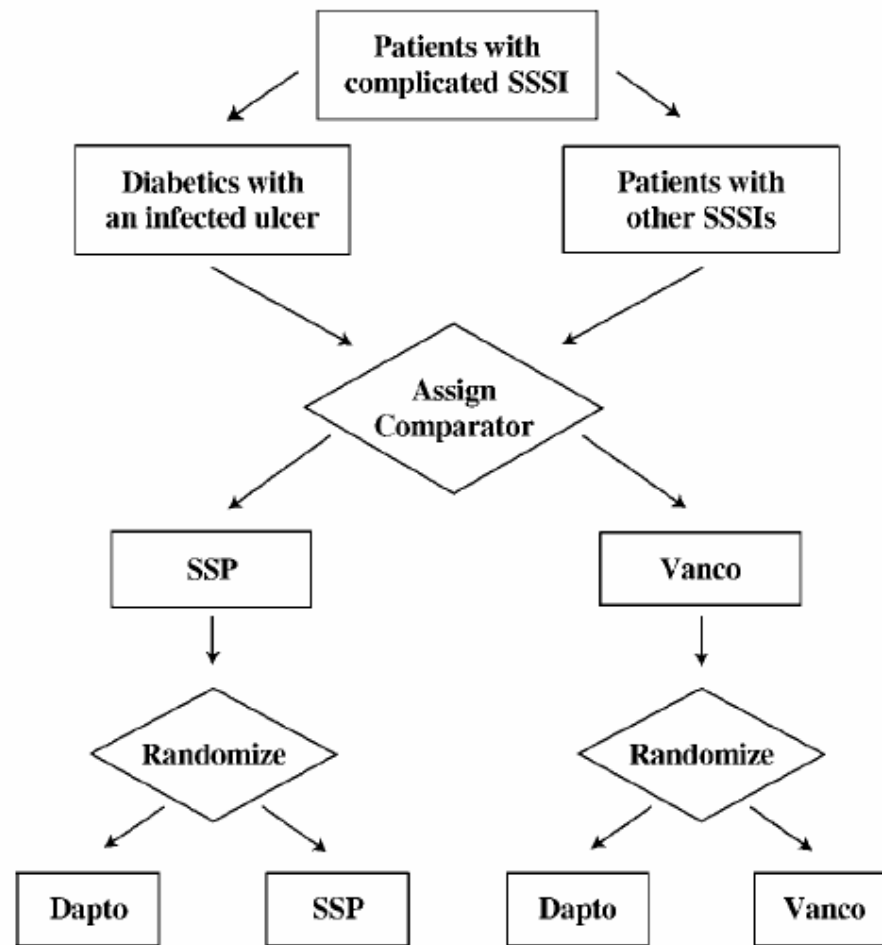 Patients with
complicated SSSI
Diabetics with
an infected ulcer
Patients with
other SSSIs
Assign
Comparator
SSP
Vanco
Randomize
Randomize
Dapto
SSP
Dapto
Vanco